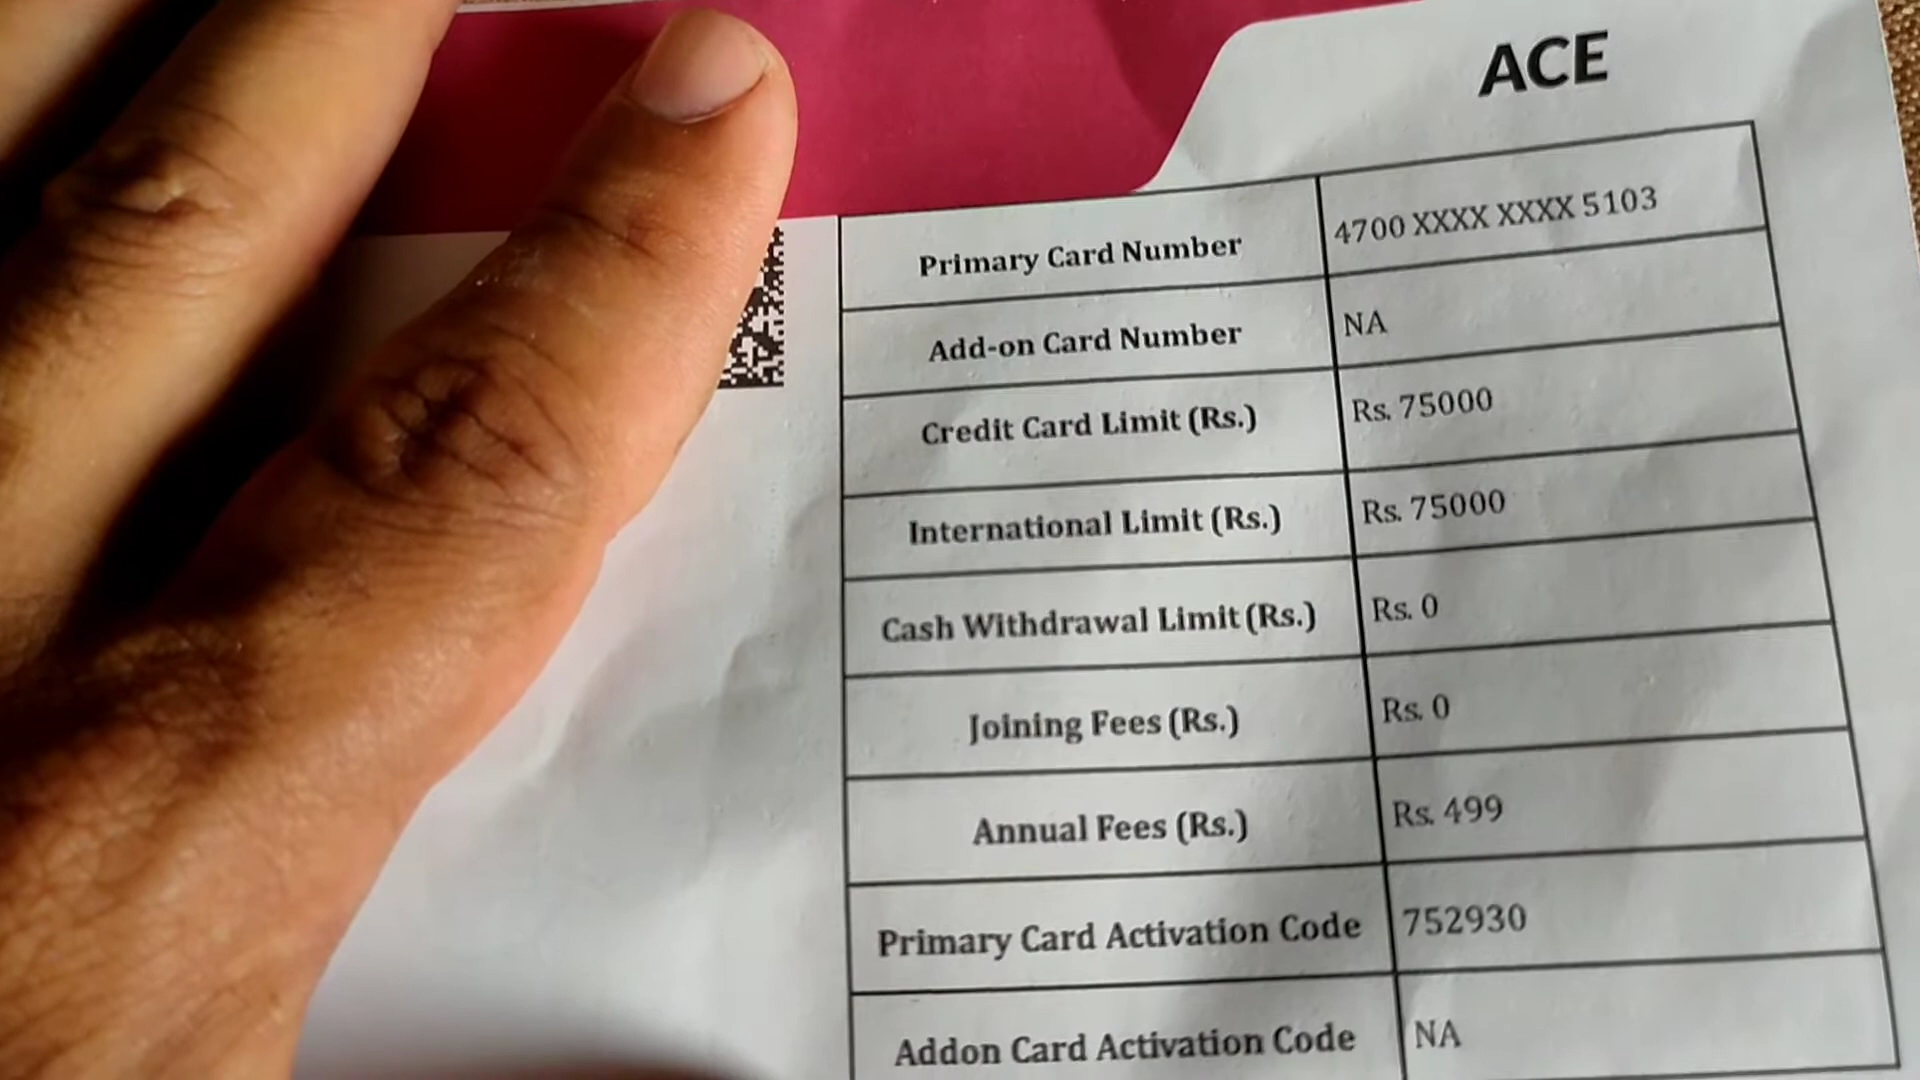 ACE
Primary Card Number 4700 XXXX XXXX 5103
Add-on Card Number NA
Credit Card Limit (Rs.) Rs. 75000
International Limit (Rs.) Rs. 75000
Cash Withdrawal Limit (Rs.) Rs. 0
Joining Fees (Rs.) Rs. 0
Annual Fees (Rs.) Rs. 499
Primary Card Activation Code 752930
Addon Card Activation Code NA